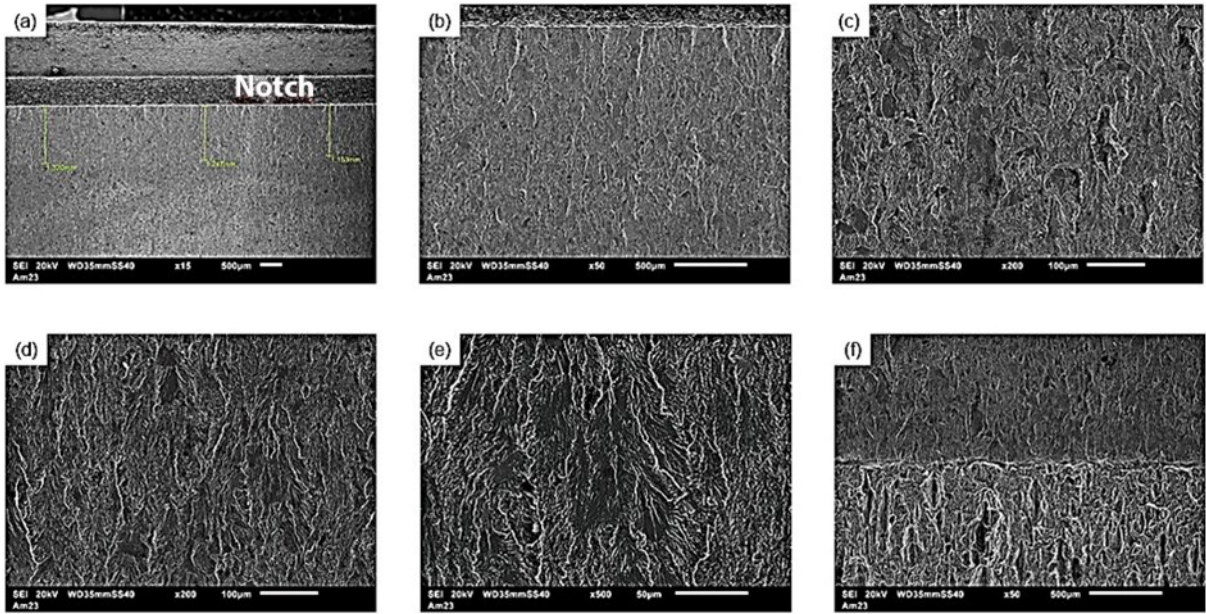 (a)
Notch
SEI 20kV WD35mmSS40 x15 500µm
Am23
(b)
SEI 20kV WD35mmSS40 x50 500µm
Am23
(c)
SEI 20kV WD35mmSS40 x200 100µm
Am23
(d)
SEI 20kV WD35mmSS40 x200 100µm
Am23
(e)
SEI 20kV WD35mmSS40 x500 50µm
Am23
(f)
SEI 20kV WD35mmSS40 x50 500µm
Am23